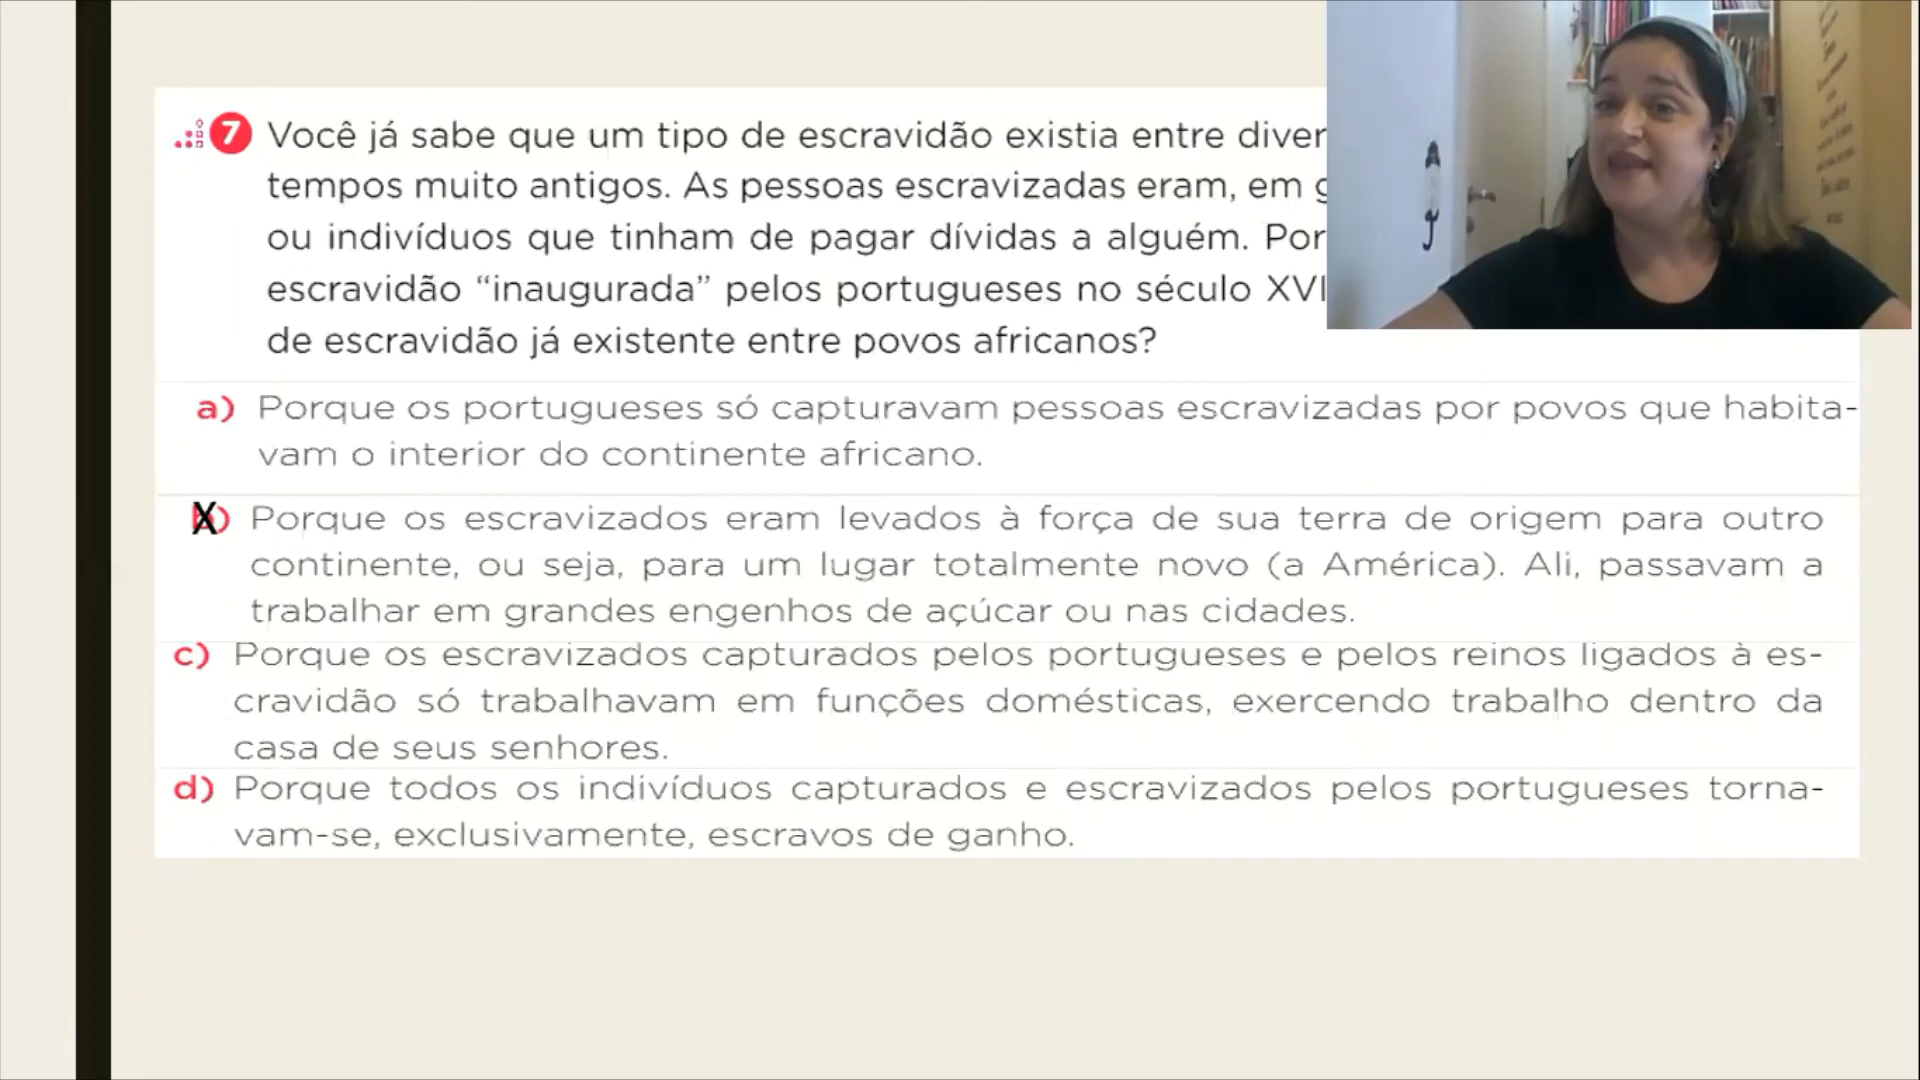 7 Você já sabe que um tipo de escravidão existia entre diver
tempos muito antigos. As pessoas escravizadas eram, em g
ou indivíduos que tinham de pagar dívidas a alguém. Por
escravidão “inaugurada” pelos portugueses no século XVI
de escravidão já existente entre povos africanos?
a) Porque os portugueses só capturavam pessoas escravizadas por povos que habita-
vam o interior do continente africano.
X) Porque os escravizados eram levados à força de sua terra de origem para outro
continente, ou seja, para um lugar totalmente novo (a América). Ali, passavam a
trabalhar em grandes engenhos de açúcar ou nas cidades.
c) Porque os escravizados capturados pelos portugueses e pelos reinos ligados à es-
cravidão só trabalhavam em funções domésticas, exercendo trabalho dentro da
casa de seus senhores.
d) Porque todos os indivíduos capturados e escravizados pelos portugueses torna-
vam-se, exclusivamente, escravos de ganho.